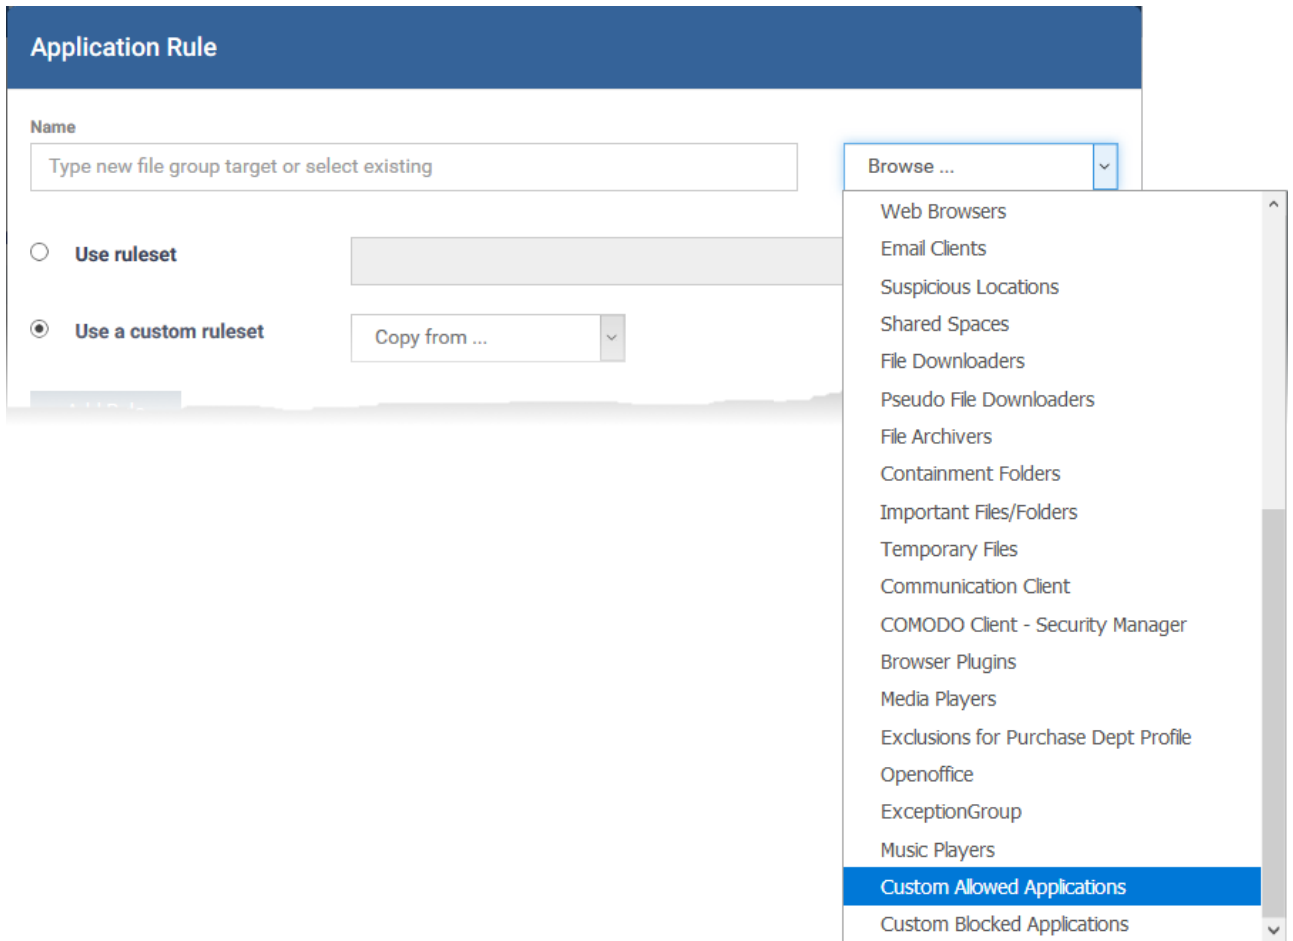 Application Rule
Name
Type new file group target or select existing
Browse ...
Use ruleset
Use a custom ruleset
Copy from ...
Web Browsers
Email Clients
Suspicious Locations
Shared Spaces
File Downloaders
Pseudo File Downloaders
File Archivers
Containment Folders
Important Files/Folders
Temporary Files
Communication Client
COMODO Client - Security Manager
Browser Plugins
Media Players
Exclusions for Purchase Dept Profile
Openoffice
ExceptionGroup
Music Players
Custom Allowed Applications
Custom Blocked Applications